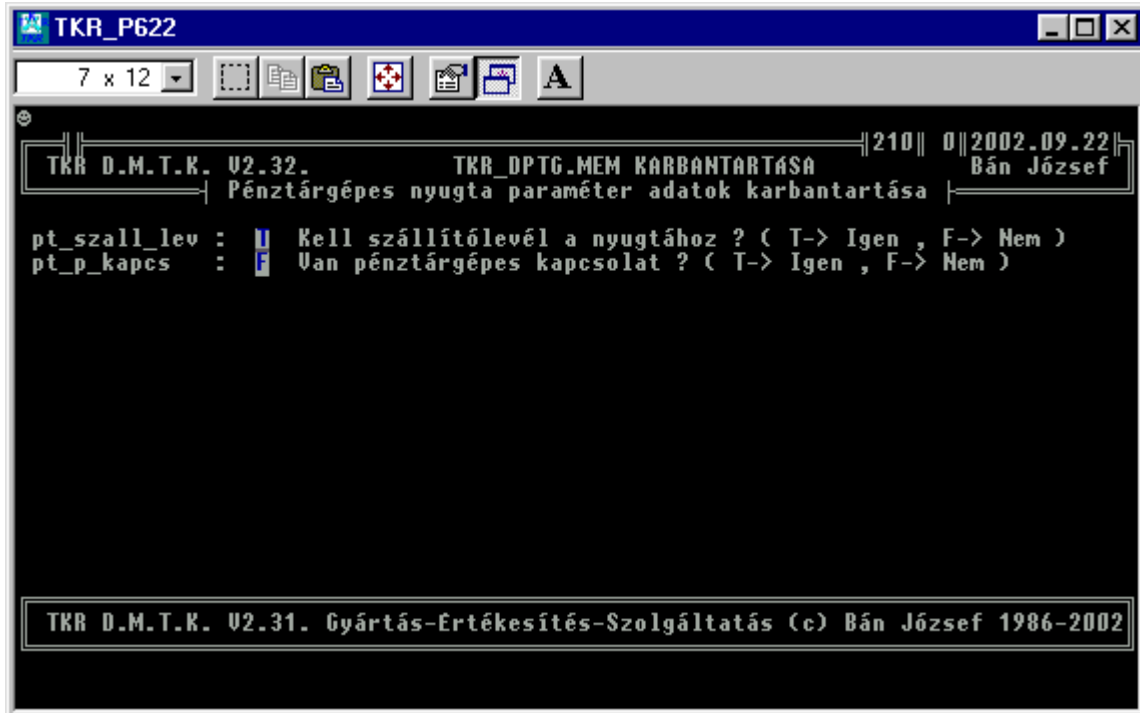 TKR_P622
7 x 12
A
210 0 2002.09.22
TKR D.M.T.K. V2.32. TKR_DPTG.MEM KARBANTARTáSA Bán József
Pénztárgépes nyugta paraméter adatok karbantartása
pt_szall_lev : T Kell szállítólevél a nyugtához ? ( T-> Igen , F-> Nem )
pt_p_kapcs : F Van pénztárgépes kapcsolat ? ( T-> Igen , F-> Nem )
TKR D.M.T.K. V2.31. Gyártás-Értékesítés-Szolgáltatás (c) Bán József 1986-2002